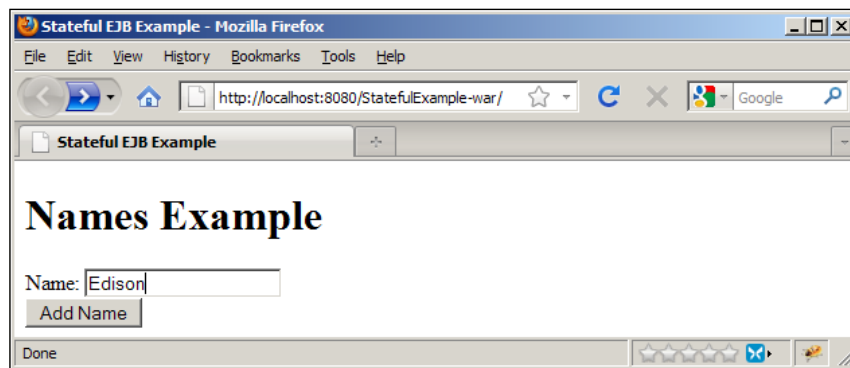 Stateful EJB Example - Mozilla Firefox
File Edit View History Bookmarks Tools Help
http://localhost:8080/StatefulExample-war/ Google
Stateful EJB Example
Names Example
Name: Edison
Add Name
Done